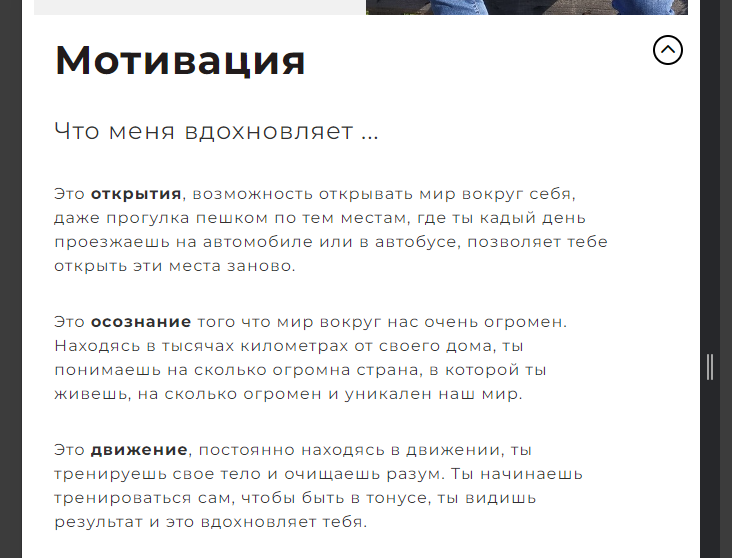 Мотивация
Что меня вдохновляет ...
Это открытия, возможность открывать мир вокруг себя,
даже прогулка пешком по тем местам, где ты кадый день
проезжаешь на автомобиле или в автобусе, позволяет тебе
открыть эти места заново.
Это осознание того что мир вокруг нас очень огромен.
Находясь в тысячах километрах от своего дома, ты
понимаешь на сколько огромна страна, в которой ты
живешь, на сколько огромен и уникален наш мир.
Это движение, постоянно находясь в движении, ты
тренируешь свое тело и очищаешь разум. Ты начинаешь
тренироваться сам, чтобы быть в тонусе, ты видишь
результат и это вдохновляет тебя.